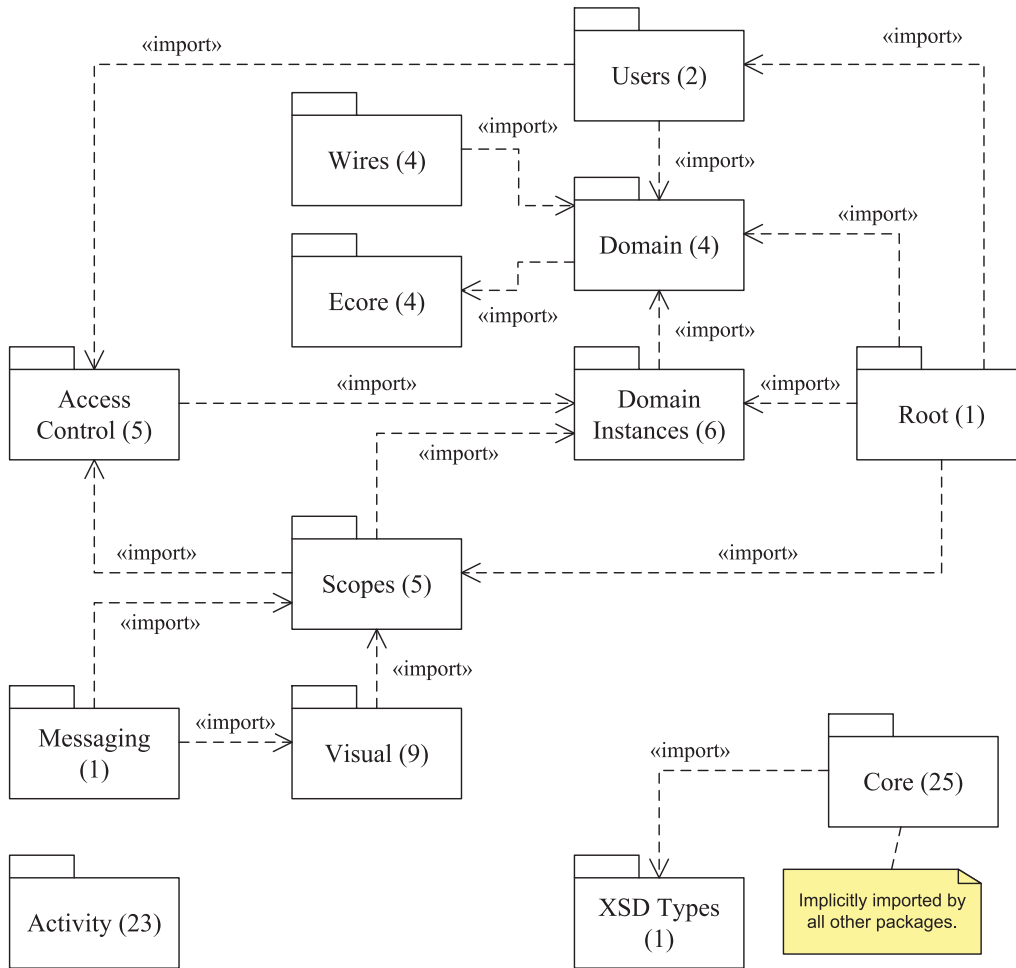 «import»
Users (2)
«import»
Wires (4)
«import»
«import»
Domain (4)
«import»
Ecore (4)
«import»
«import»
Access
Control (5)
«import»
Domain
Instances (6)
«import»
Root (1)
«import»
«import»
Scopes (5)
«import»
«import»
«import»
Messaging
(1)
«import»
Visual (9)
«import»
Core (25)
Activity (23)
XSD Types
(1)
Implicitly imported by
all other packages.